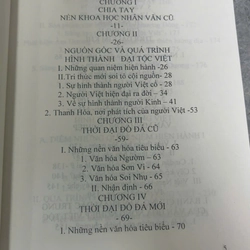 CHƯƠNG I
CHIA TAY
NỀN KHOA HỌC NHÂN VĂN CŨ
-11-
CHƯƠNG II
-26-
NGUỒN GỐC VÀ QUÁ TRÌNH
HÌNH THÀNH ĐẠI TỘC VIỆT
I. Những quan niệm hiện hành -26
II.Tri thức mới soi tỏ cội nguồn- 28
1. Sự hình thành người Việt cổ - 28
2. Người Việt hiện đại ra đời - 34
3. Về sự hình thành người Kinh – 41
2. Thanh Hóa, nơi phát tích của người Việt -53
CHƯƠNG III
THỜI ĐẠI ĐỒ ĐÁ CŨ
-59-
I. Những nền văn hóa tiêu biểu - 63
1. Văn hóa Ngườm – 63
2. Văn hóa Sơn Vi – 64
3. Văn hóa Soi Nhụ - 65
II. Nhận định – 66
CHƯƠNG IV
THỜI ĐẠI ĐỒ ĐÁ MỚI
- 69-
I. Những nền văn hóa tiêu biểu – 70